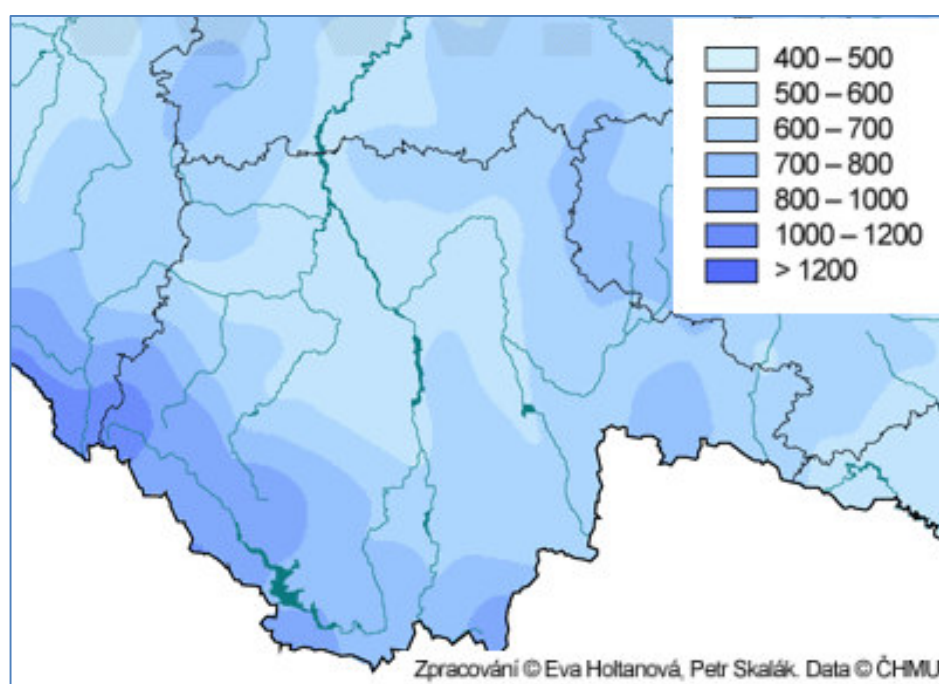 400 – 500
500 – 600
600 – 700
700 – 800
800 – 1000
1000 – 1200
> 1200
Zpracování © Eva Holtanová, Petr Skalák. Data © ČHMU